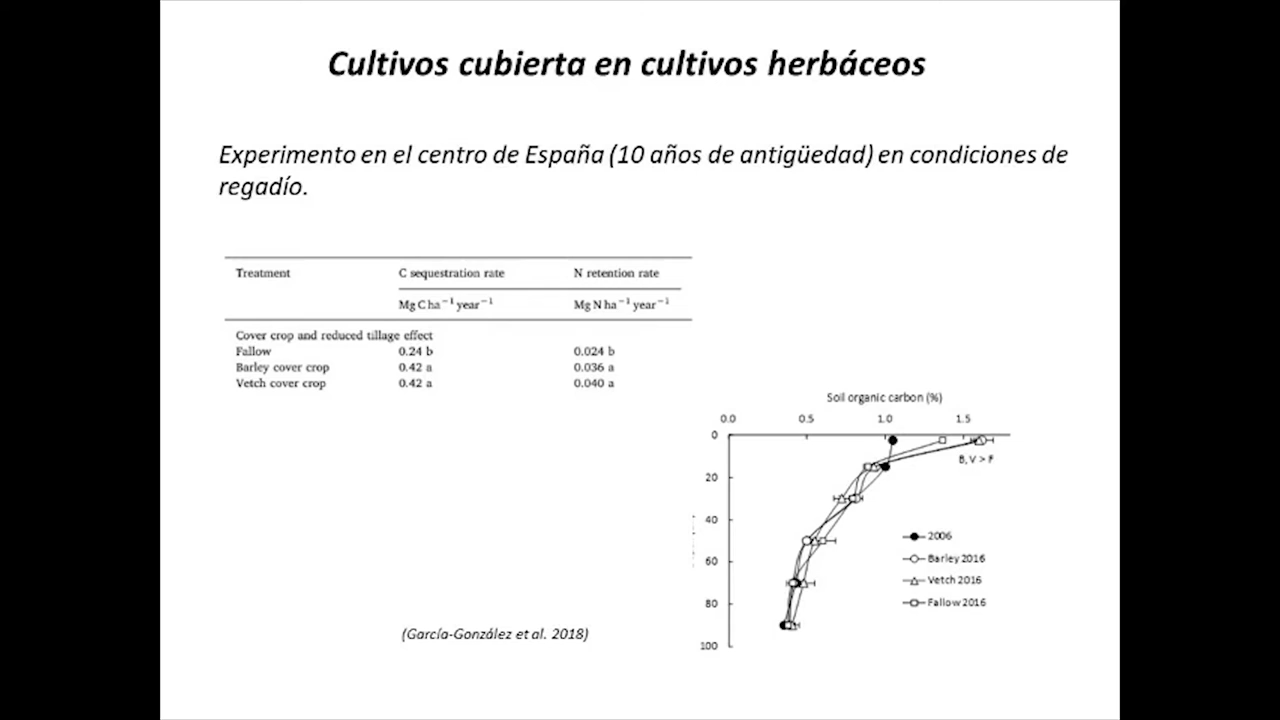 Cultivos cubierta en cultivos herbáceos
Experimento en el centro de España (10 años de antigüedad) en condiciones de
regadío.
Treatment C sequestration rate N retention rate
Mg C ha⁻¹ year⁻¹ Mg N ha⁻¹ year⁻¹
Cover crop and reduced tillage effect
Fallow 0.24 b 0.024 b
Barley cover crop 0.42 a 0.036 a
Vetch cover crop 0.42 a 0.040 a
Soil organic carbon (%)
0.0 0.5 1.0 1.5
0
B, V > F
20
40
2006
Barley 2016
60
Vetch 2016
80
Fallow 2016
100
(García-González et al. 2018)